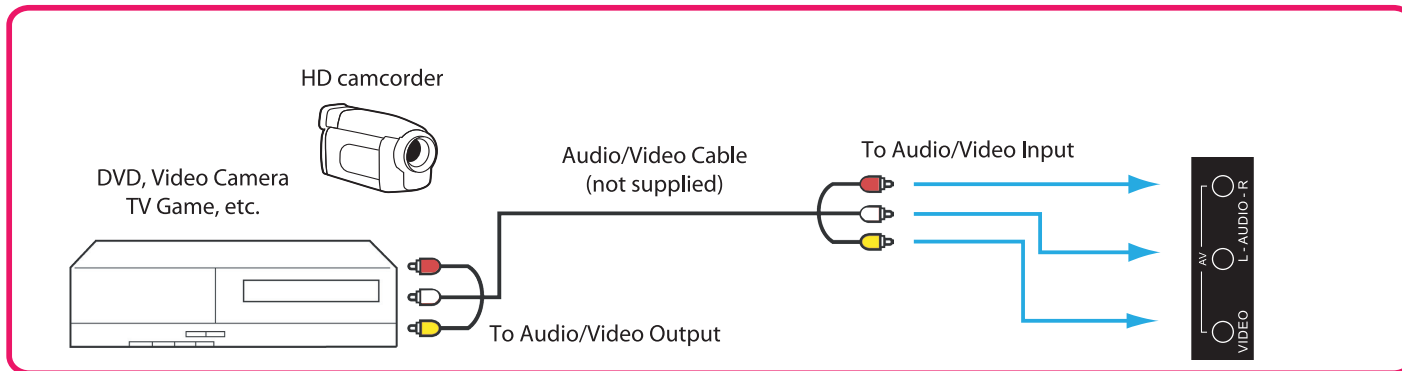 HD camcorder
DVD, Video Camera
TV Game, etc.
Audio/Video Cable
(not supplied)
To Audio/Video Input
To Audio/Video Output
AV
L - AUDIO - R
VIDEO